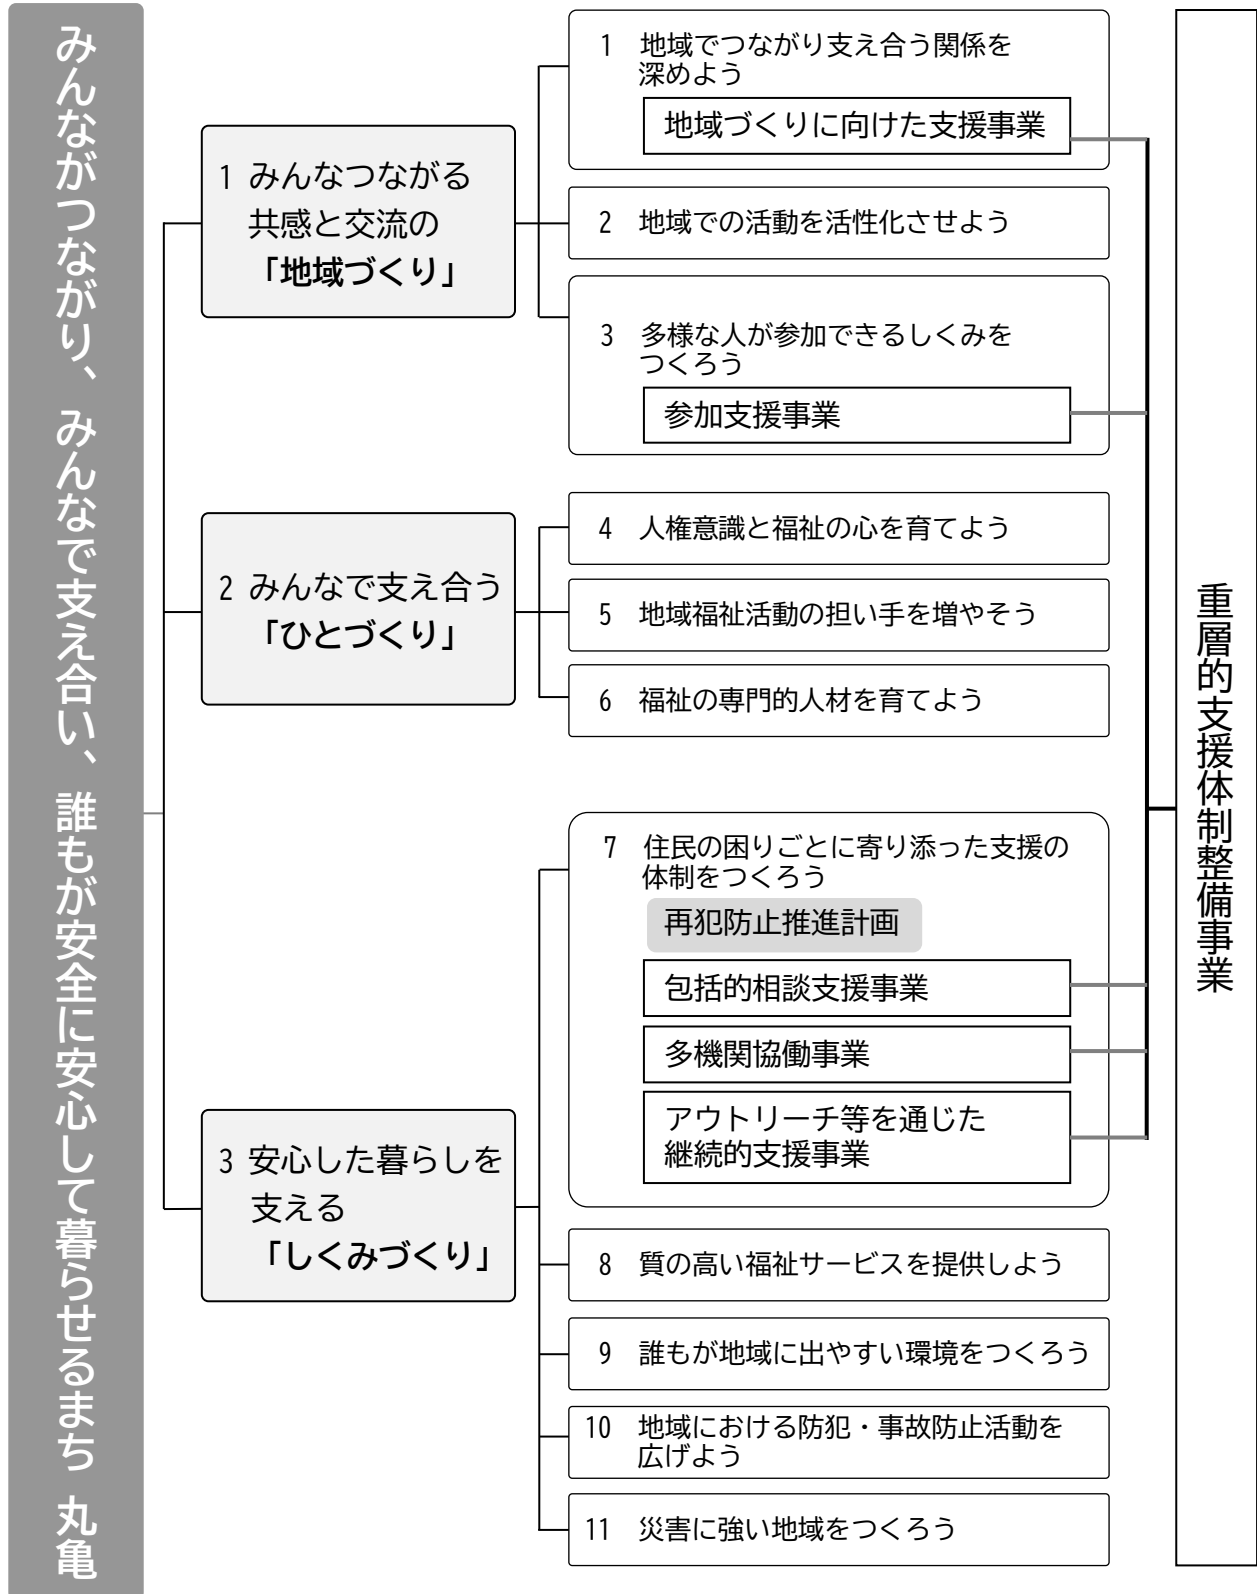 みんながつながり、みんなで支え合い、誰もが安全に安心して暮らせるまち 丸亀
1 みんなつながる
共感と交流の
「地域づくり」
1 地域でつながり支え合う関係を
深めよう
地域づくりに向けた支援事業
2 地域での活動を活性化させよう
3 多様な人が参加できるしくみを
つくろう
参加支援事業
2 みんなで支え合う
「ひとづくり」
4 人権意識と福祉の心を育てよう
5 地域福祉活動の担い手を増やそう
6 福祉の専門的人材を育てよう
3 安心した暮らしを
支える
「しくみづくり」
7 住民の困りごとに寄り添った支援の
体制をつくろう
再犯防止推進計画
包括的相談支援事業
多機関協働事業
アウトリーチ等を通じた
継続的支援事業
8 質の高い福祉サービスを提供しよう
9 誰もが地域に出やすい環境をつくろう
10 地域における防犯・事故防止活動を
広げよう
11 災害に強い地域をつくろう
重層的支援体制整備事業